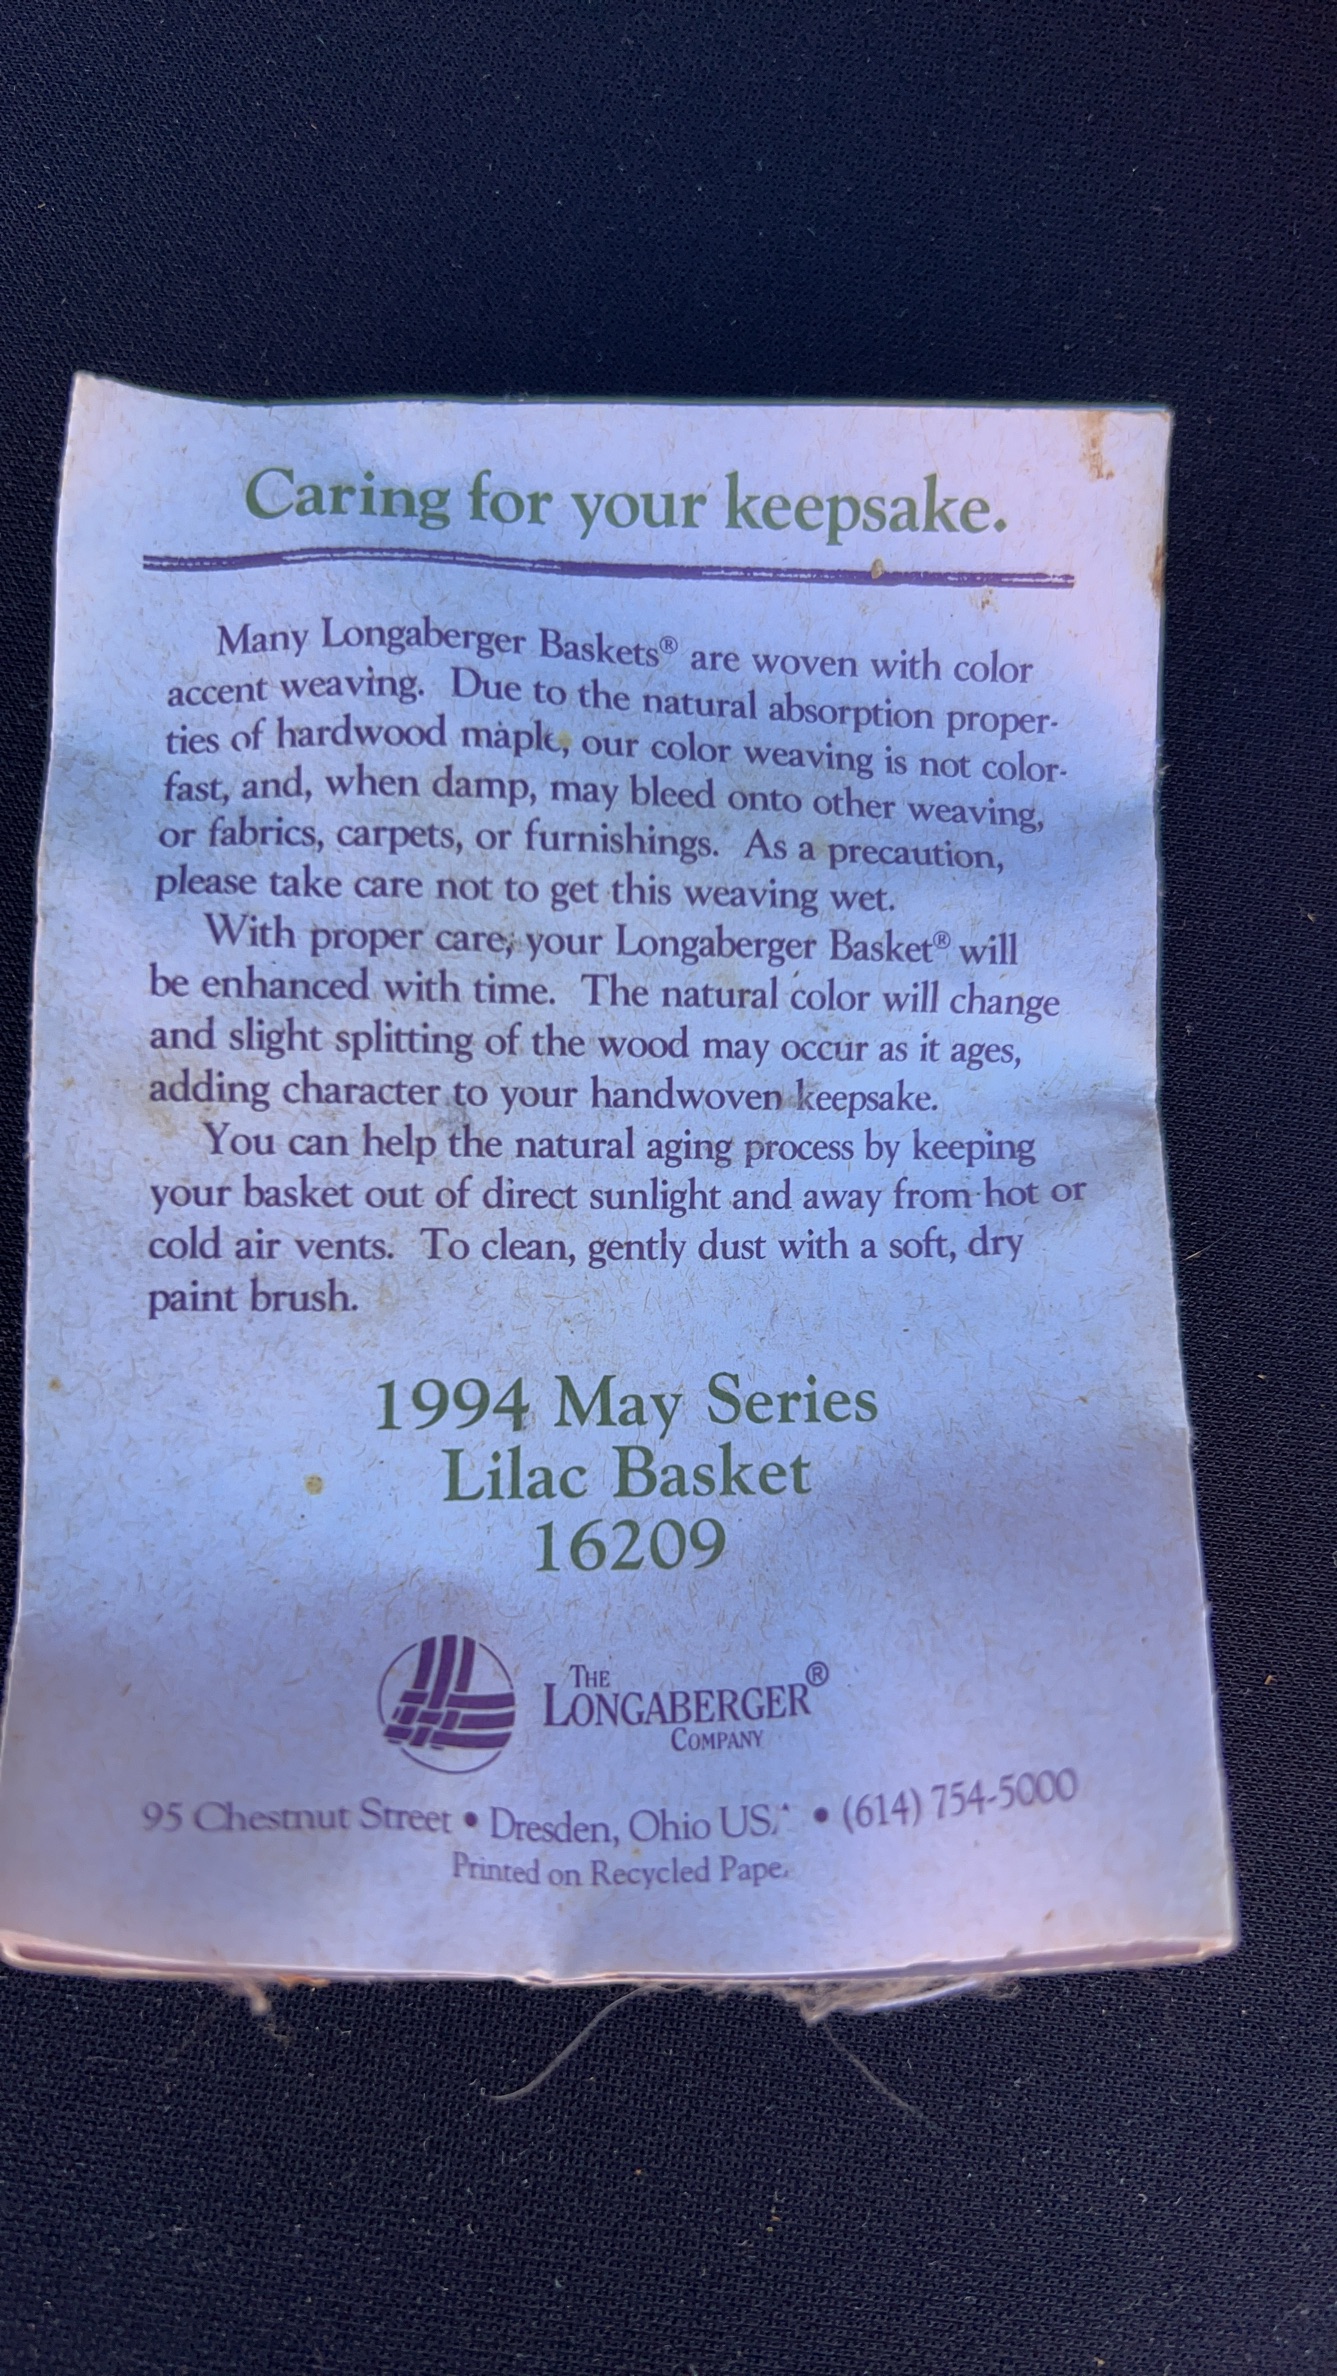 Caring for your keepsake.
Many Longaberger Baskets® are woven with color
accent weaving. Due to the natural absorption proper-
ties of hardwood maple, our color weaving is not color-
fast, and, when damp, may bleed onto other weaving,
or fabrics, carpets, or furnishings. As a precaution,
please take care not to get this weaving wet.
With proper care, your Longaberger Basket® will
be enhanced with time. The natural color will change
and slight splitting of the wood may occur as it ages,
adding character to your handwoven keepsake.
You can help the natural aging process by keeping
your basket out of direct sunlight and away from hot or
cold air vents. To clean, gently dust with a soft, dry
paint brush.
1994 May Series
Lilac Basket
16209
THE
LONGABERGER®
COMPANY
95 Chestnut Street • Dresden, Ohio USA • (614) 754-5000
Printed on Recycled Paper